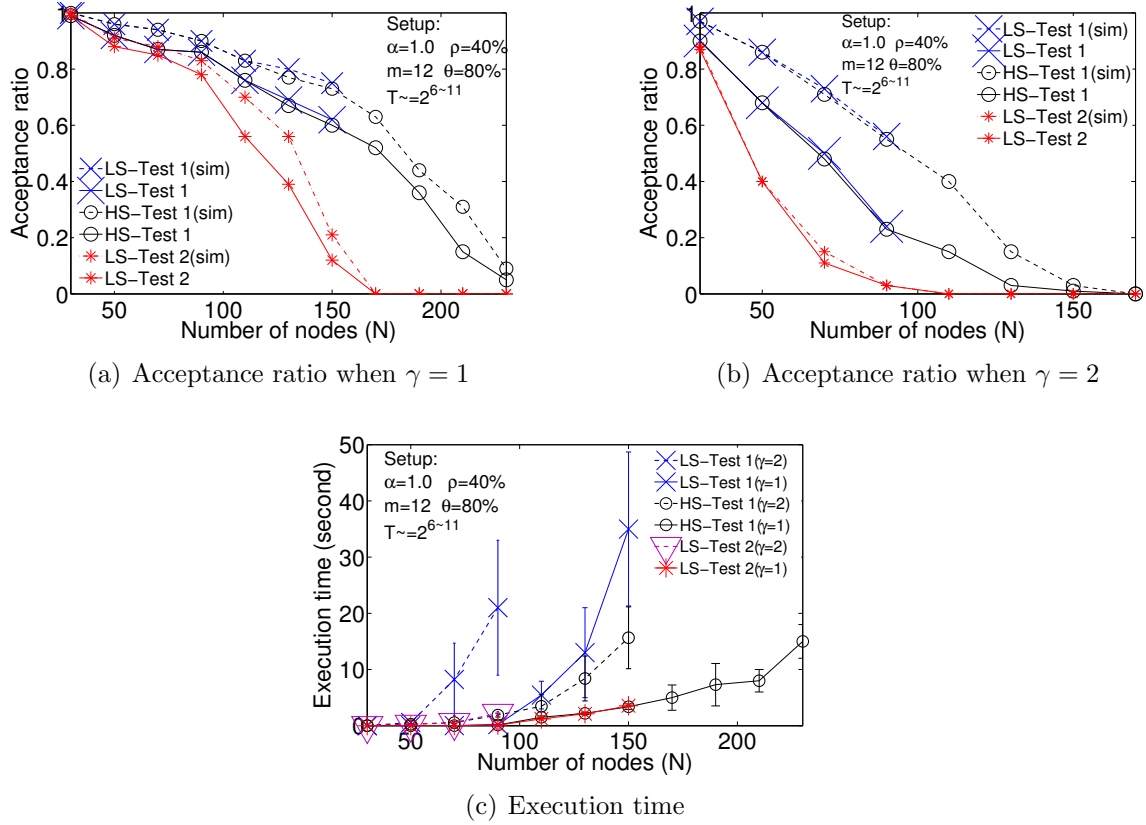 1
0.8
0.6
0.4
0.2
0
Acceptance ratio
50
100
150
200
Number of nodes (N)
Setup:
α=1.0 ρ=40%
m=12 θ=80%
T~=2^{6~11}
LS−Test 1(sim)
LS−Test 1
HS−Test 1(sim)
HS−Test 1
LS−Test 2(sim)
LS−Test 2
(a) Acceptance ratio when γ = 1
1
0.8
0.6
0.4
0.2
0
Acceptance ratio
50
100
150
Number of nodes (N)
Setup:
α=1.0 ρ=40%
m=12 θ=80%
T~=2^{6~11}
LS−Test 1(sim)
LS−Test 1
HS−Test 1(sim)
HS−Test 1
LS−Test 2(sim)
LS−Test 2
(b) Acceptance ratio when γ = 2
50
40
30
20
10
0
Execution time (second)
50
100
150
200
Number of nodes (N)
Setup:
α=1.0 ρ=40%
m=12 θ=80%
T~=2^{6~11}
LS−Test 1(γ=2)
LS−Test 1(γ=1)
HS−Test 1(γ=2)
HS−Test 1(γ=1)
LS−Test 2(γ=2)
LS−Test 2(γ=1)
(c) Execution time